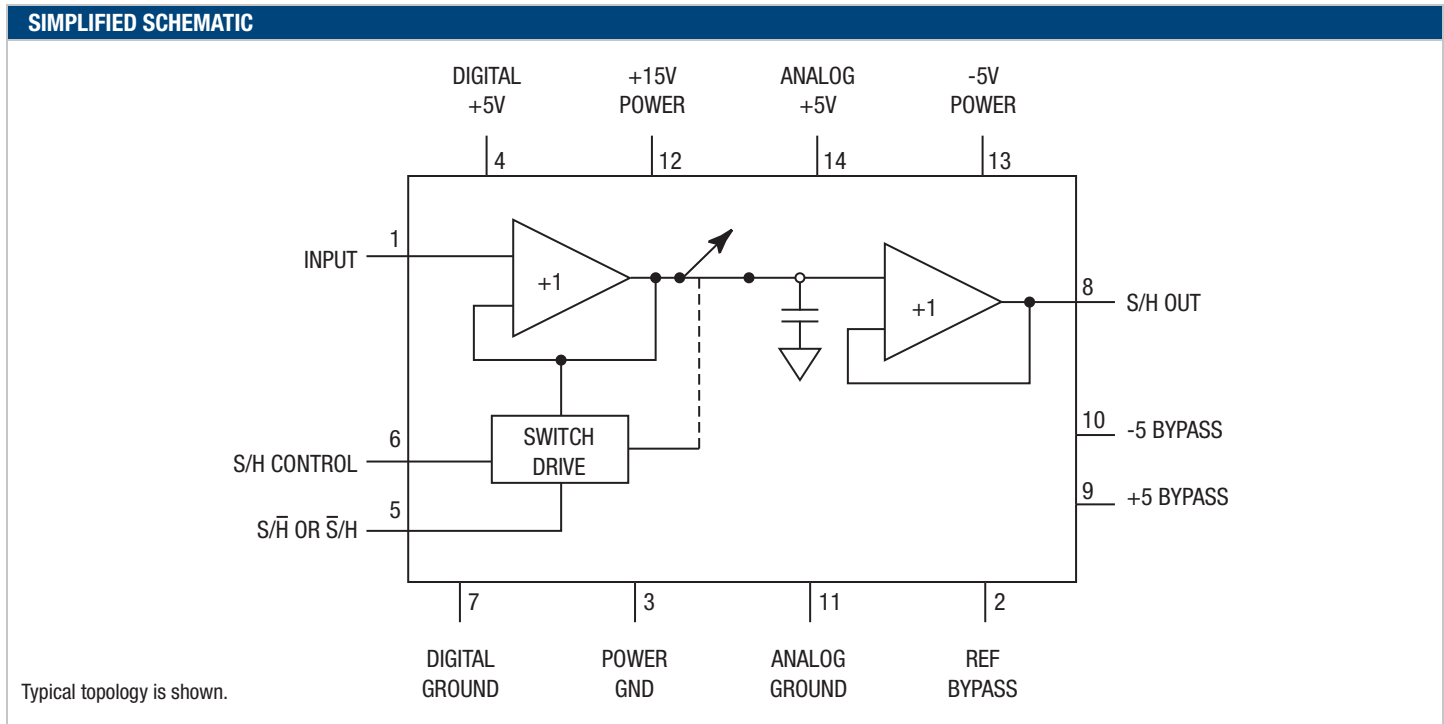 SIMPLIFIED SCHEMATIC
DIGITAL
+5V
+15V
POWER
ANALOG
+5V
-5V
POWER
4
12
14
13
1
INPUT
+1
+1
8
S/H OUT
6
S/H CONTROL
SWITCH
DRIVE
10
-5 BYPASS
5
S/H̅ OR S̅/H
9
+5 BYPASS
7
3
11
2
DIGITAL
GROUND
POWER
GND
ANALOG
GROUND
REF
BYPASS
Typical topology is shown.